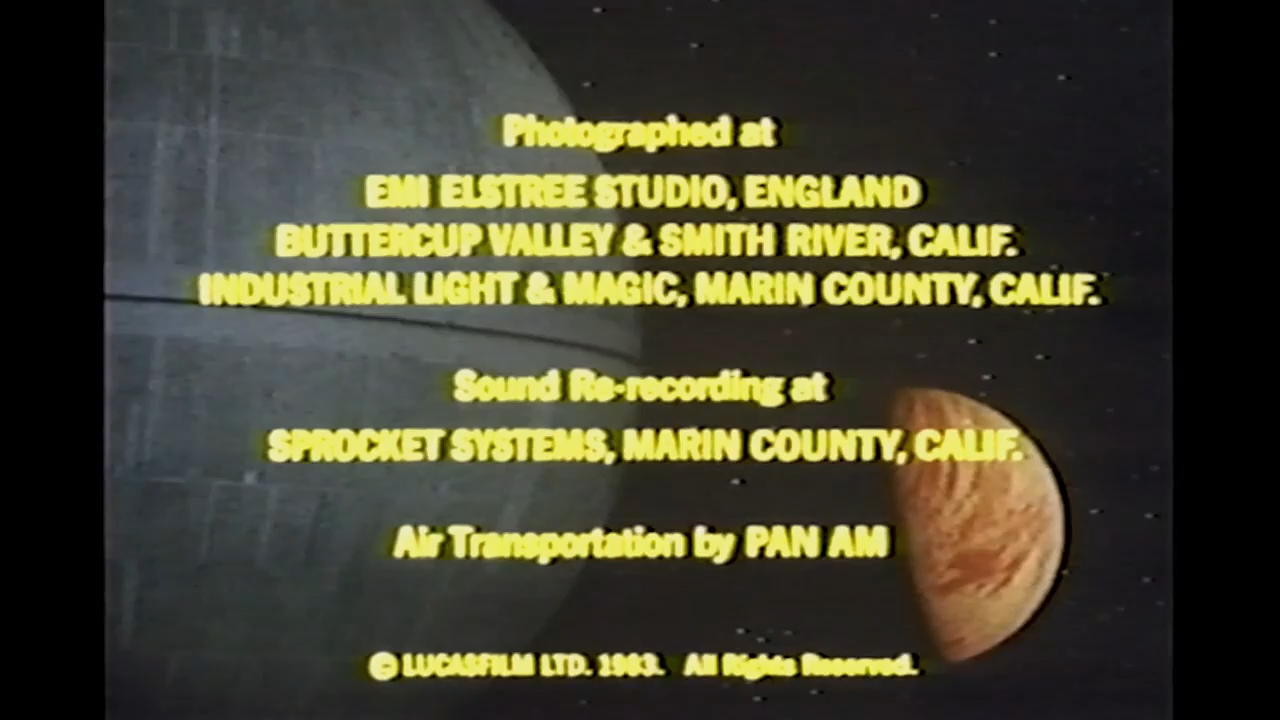 Photographed at
EMI ELSTREE STUDIO, ENGLAND
BUTTERCUP VALLEY & SMITH RIVER, CALIF.
INDUSTRIAL LIGHT & MAGIC, MARIN COUNTY, CALIF.
Sound Re-recording at
SPROCKET SYSTEMS, MARIN COUNTY, CALIF.
Air Transportation by PAN AM
© LUCASFILM LTD. 1983. All Rights Reserved.